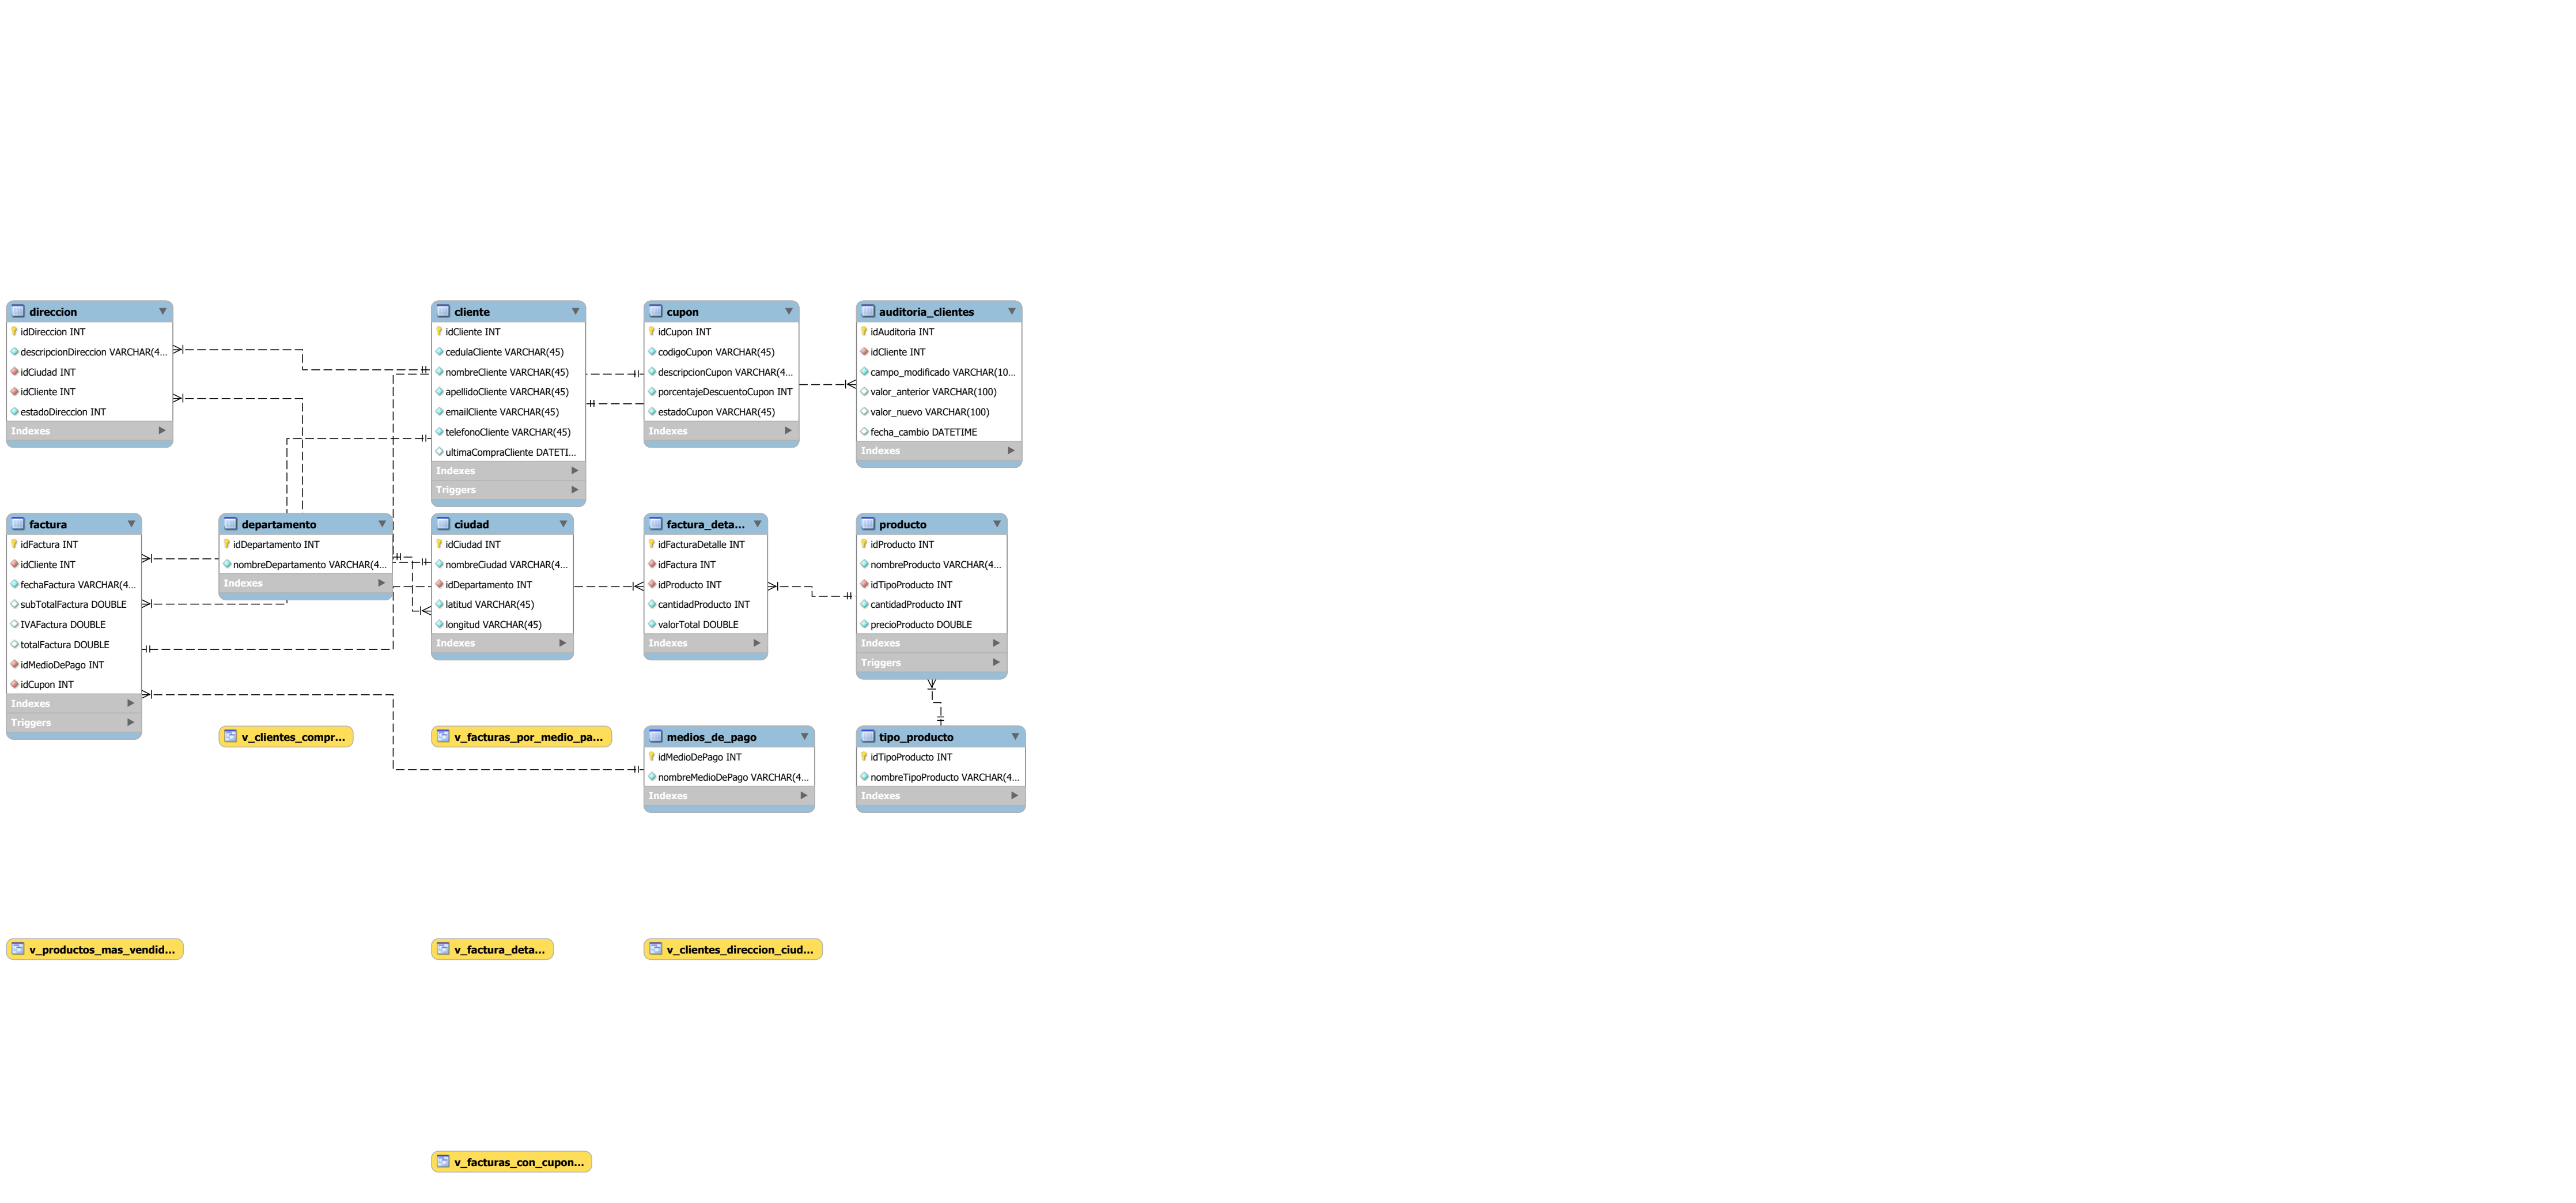 direccion
idDireccion INT
descripcionDireccion VARCHAR(4...
idCiudad INT
idCliente INT
estadoDireccion INT
Indexes
cliente
idCliente INT
cedulaCliente VARCHAR(45)
nombreCliente VARCHAR(45)
apellidoCliente VARCHAR(45)
emailCliente VARCHAR(45)
telefonoCliente VARCHAR(45)
ultimaCompraCliente DATETI...
Indexes
Triggers
cupon
idCupon INT
codigoCupon VARCHAR(45)
descripcionCupon VARCHAR(4...
porcentajeDescuentoCupon INT
estadoCupon VARCHAR(45)
Indexes
auditoria_clientes
idAuditoria INT
idCliente INT
campo_modificado VARCHAR(10...
valor_anterior VARCHAR(100)
valor_nuevo VARCHAR(100)
fecha_cambio DATETIME
Indexes
factura
idFactura INT
idCliente INT
fechaFactura VARCHAR(4...
subTotalFactura DOUBLE
IVAFactura DOUBLE
totalFactura DOUBLE
idMedioDePago INT
idCupon INT
Indexes
Triggers
departamento
idDepartamento INT
nombreDepartamento VARCHAR(4...
Indexes
ciudad
idCiudad INT
nombreCiudad VARCHAR(4...
idDepartamento INT
latitud VARCHAR(45)
longitud VARCHAR(45)
Indexes
factura_deta...
idFacturaDetalle INT
idFactura INT
idProducto INT
cantidadProducto INT
valorTotal DOUBLE
Indexes
producto
idProducto INT
nombreProducto VARCHAR(4...
idTipoProducto INT
cantidadProducto INT
precioProducto DOUBLE
Indexes
Triggers
v_clientes_compr...
v_facturas_por_medio_pa...
medios_de_pago
idMedioDePago INT
nombreMedioDePago VARCHAR(4...
Indexes
tipo_producto
idTipoProducto INT
nombreTipoProducto VARCHAR(4...
Indexes
v_productos_mas_vendid...
v_factura_deta...
v_clientes_direccion_ciud...
v_facturas_con_cupon...